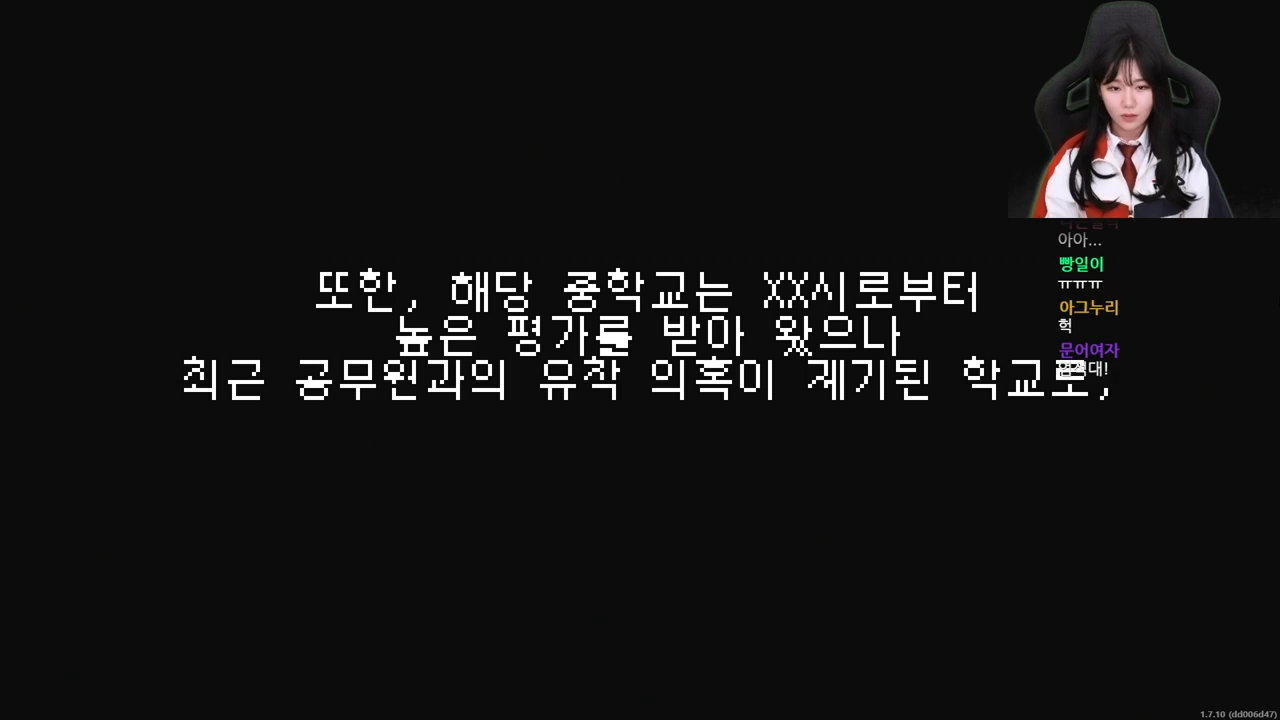 또한, 해당 중학교는 XX시로부터
높은 평가를 받아 왔으나
최근 공무원과의 유착 의혹이 제기된 학교로,
아아...
빵일이
ㅠㅠㅠ
아그누리
헉
문어여자
1.7.10 (dd006d47)